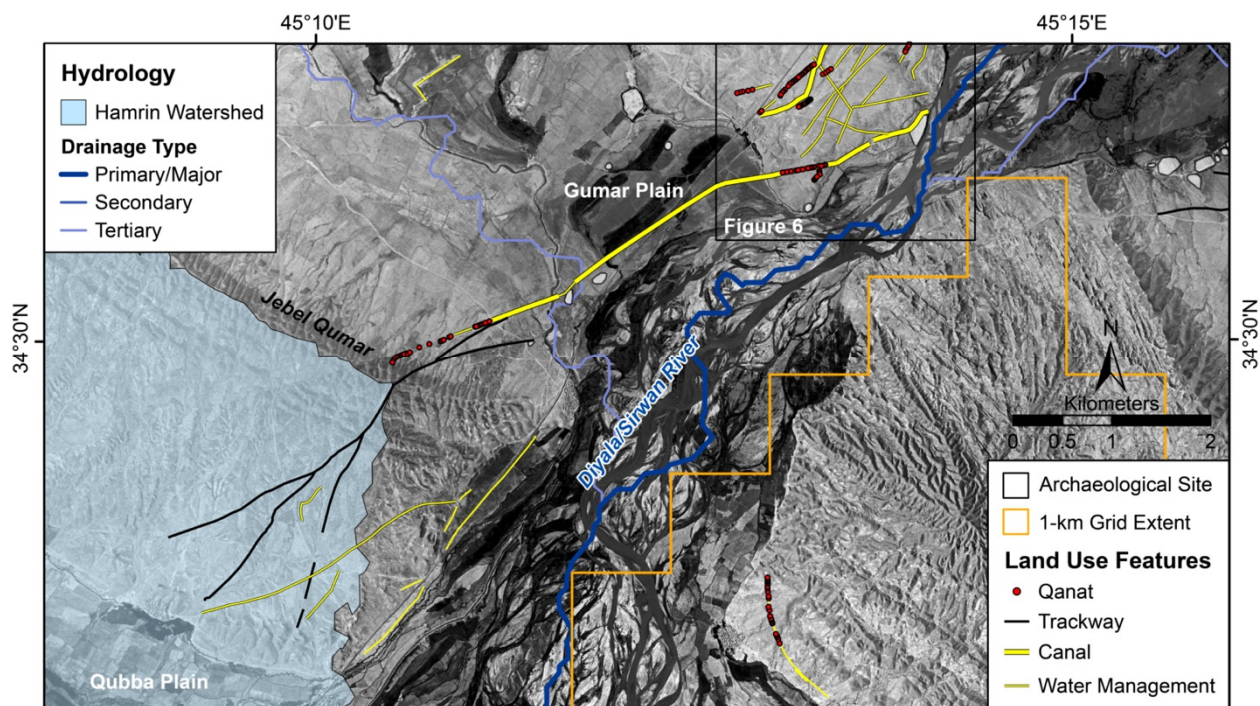 45°10'E
45°15'E
Hydrology
Hamrin Watershed
Drainage Type
Primary/Major
Secondary
Tertiary
Gumar Plain
Figure 6
Jebel Qumar
34°30'N
34°30'N
Diyala/Sirwan River
N
Kilometers
0 0.5 1 2
Qubba Plain
Archaeological Site
1-km Grid Extent
Land Use Features
Qanat
Trackway
Canal
Water Management